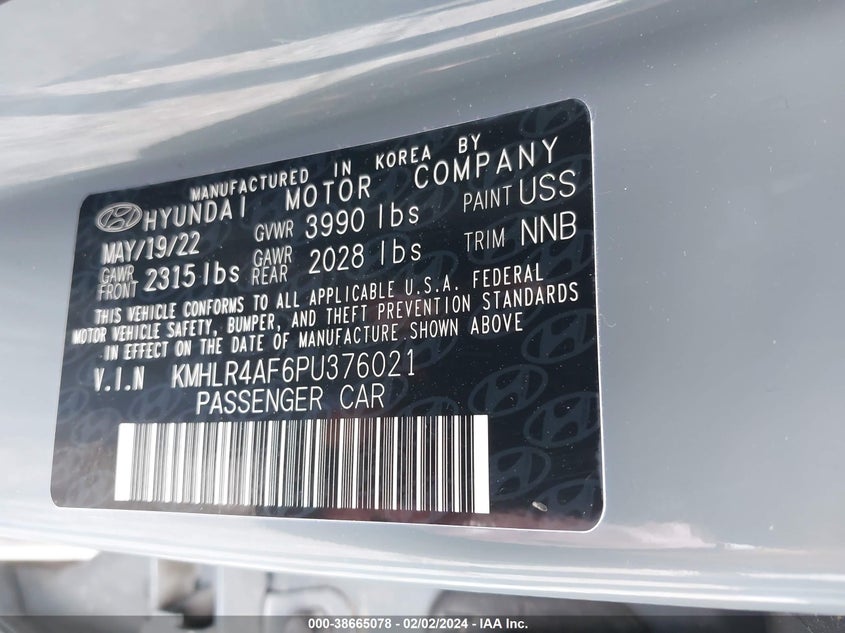 MANUFACTURED IN KOREA BY
HYUNDAI MOTOR COMPANY
MAY/19/22 GVWR 3990 lbs PAINT USS
GAWR FRONT 2315 lbs GAWR REAR 2028 lbs TRIM NNB
THIS VEHICLE CONFORMS TO ALL APPLICABLE U.S.A. FEDERAL
MOTOR VEHICLE SAFETY, BUMPER, AND THEFT PREVENTION STANDARDS
IN EFFECT ON THE DATE OF MANUFACTURE SHOWN ABOVE
V.I.N KMHLR4AF6PU376021
PASSENGER CAR
000-38665078 - 02/02/2024 - IAA Inc.